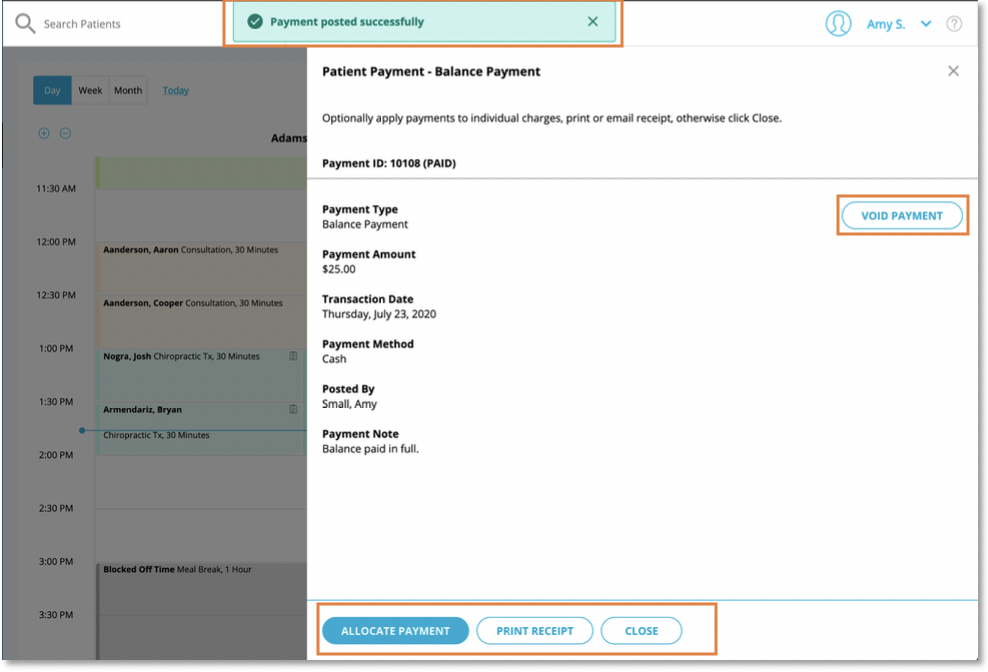 Search Patients
Payment posted successfully
Amy S.
Day Week Month Today
Adams
11:30 AM
12:00 PM
Aanderson, Aaron Consultation, 30 Minutes
12:30 PM
Aanderson, Cooper Consultation, 30 Minutes
1:00 PM
Nogra, Josh Chiropractic Tx, 30 Minutes
1:30 PM
Armendariz, Bryan
Chiropractic Tx, 30 Minutes
2:00 PM
2:30 PM
3:00 PM
Blocked Off Time Meal Break, 1 Hour
3:30 PM
Patient Payment - Balance Payment
Optionally apply payments to individual charges, print or email receipt, otherwise click Close.
Payment ID: 10108 (PAID)
Payment Type
Balance Payment
VOID PAYMENT
Payment Amount
$25.00
Transaction Date
Thursday, July 23, 2020
Payment Method
Cash
Posted By
Small, Amy
Payment Note
Balance paid in full.
ALLOCATE PAYMENT PRINT RECEIPT CLOSE